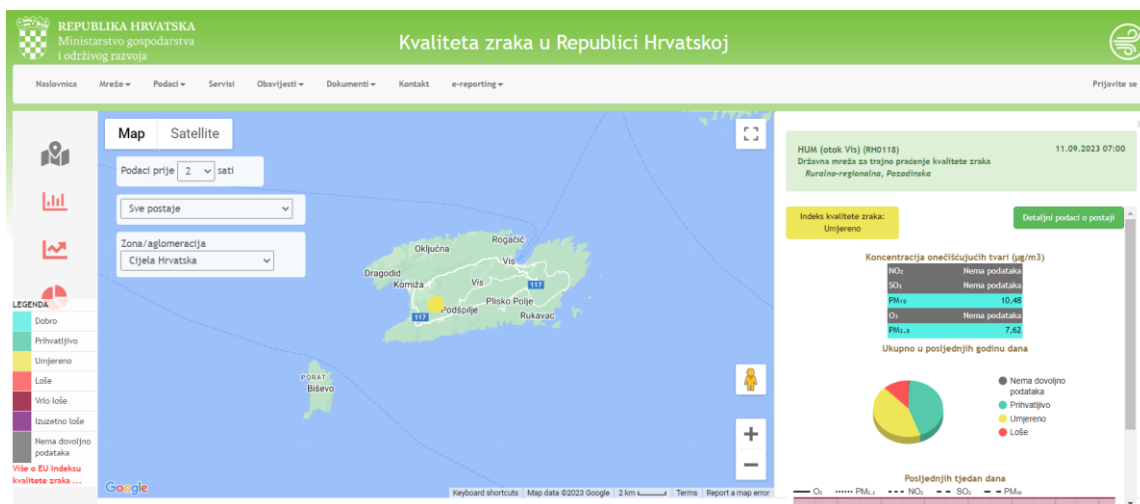 REPUBLIKA HRVATSKA
Ministarstvo gospodarstva
i održivog razvoja
Kvaliteta zraka u Republici Hrvatskoj
Naslovnica Mreže Podaci Servisi Obavijesti Dokumenti Kontakt e-reporting Prijavite se
Map Satellite
Podaci prije 2 sati
Sve postaje
Zona/aglomeracija
Cijela Hrvatska
LEGENDA
Dobro
Prihvatljivo
Umjereno
Loše
Vrlo loše
Izuzetno loše
Nema dovoljno
podataka
Više o EU indeksu
kvalitete zraka ...
Rogačić
Oključna
Vis
Dragodid
Komiža
Vis
117
Plisko Polje
Podšpilje
117
Rukavac
PORAT
Biševo
Google
Keyboard shortcuts Map data ©2023 Google 2 km Terms Report a map error
HUM (otok Vis) (RH0118) 11.09.2023 07:00
Državna mreža za trajno praćenje kvalitete zraka
Ruralna-regionalna, Pozadinska
Indeks kvalitete zraka:
Umjereno
Detaljni podaci o postaji
Koncentracija onečišćujućih tvari (µg/m3)
NO₂ Nema podataka
SO₂ Nema podataka
PM₁₀ 10,48
O₃ Nema podataka
PM₂,₅ 7,62
Ukupno u posljednjih godinu dana
Nema dovoljno
podataka
Prihvatljivo
Umjereno
Loše
Posljednjih tjedan dana
O₃ PM₂,₅ NO₂ SO₂ PM₁₀